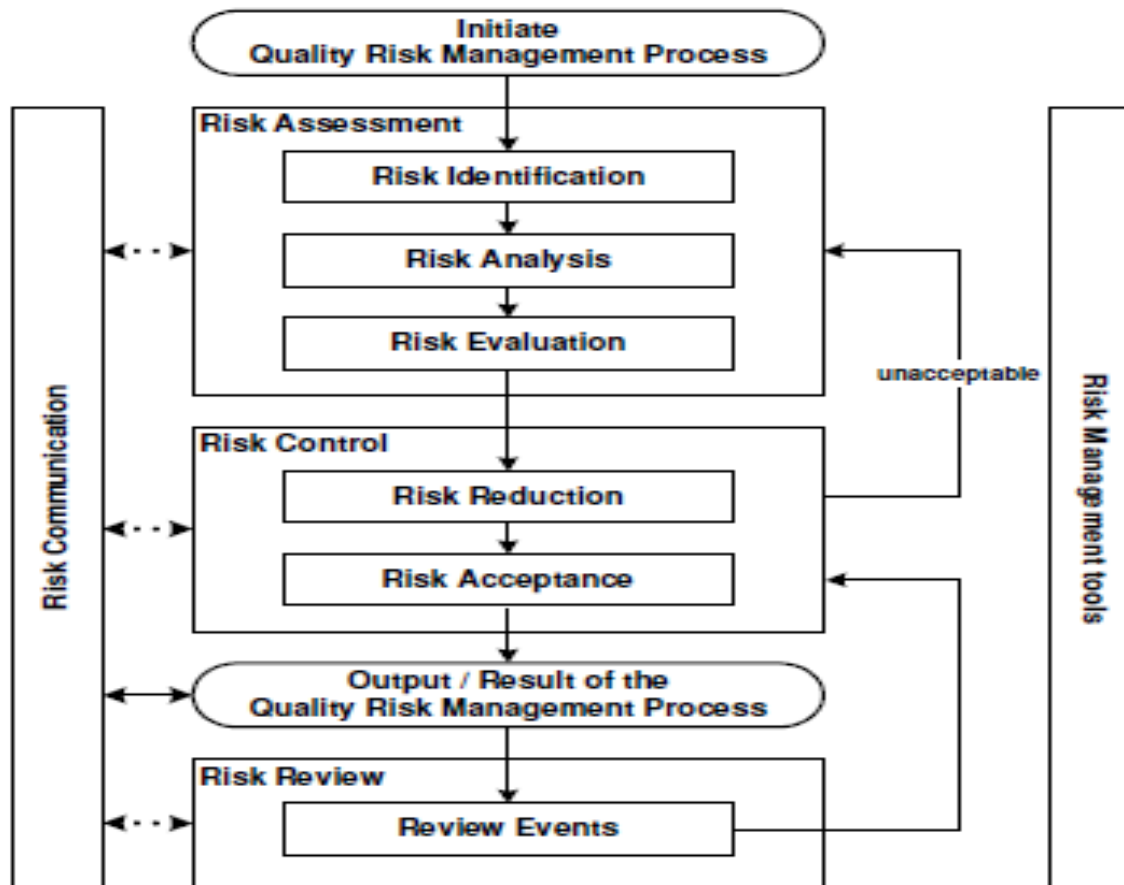 Initiate
Quality Risk Management Process
Risk Assessment
Risk Identification
Risk Analysis
Risk Evaluation
unacceptable
Risk Control
Risk Reduction
Risk Acceptance
Output / Result of the
Quality Risk Management Process
Risk Review
Review Events
Risk Communication
Risk Management tools